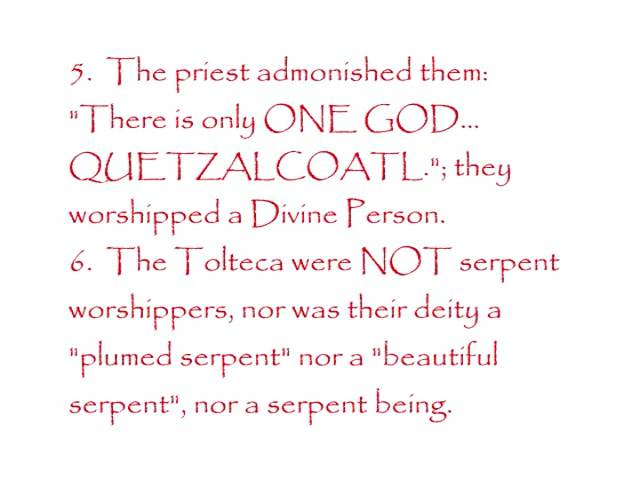 5. The priest admonished them:
"There is only ONE GOD...
QUETZALCOATL."; they
worshipped a Divine Person.
6. The Tolteca were NOT serpent
worshippers, nor was their deity a
"plumed serpent" nor a "beautiful
serpent", nor a serpent being.